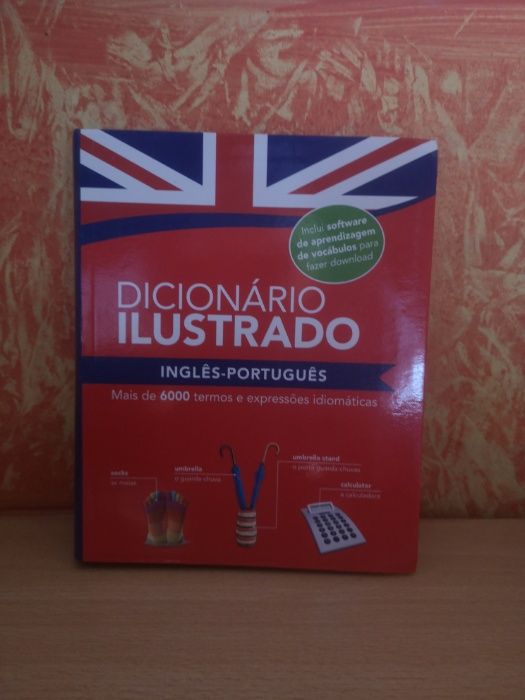 Inclui software
de aprendizagem
de vocábulos para
fazer download
DICIONÁRIO
ILUSTRADO
INGLÊS-PORTUGUÊS
Mais de 6000 termos e expressões idiomáticas
umbrella stand
o porta guarda-chuvas
umbrella
o guarda-chuva
socks
as meias
calculator
a calculadora